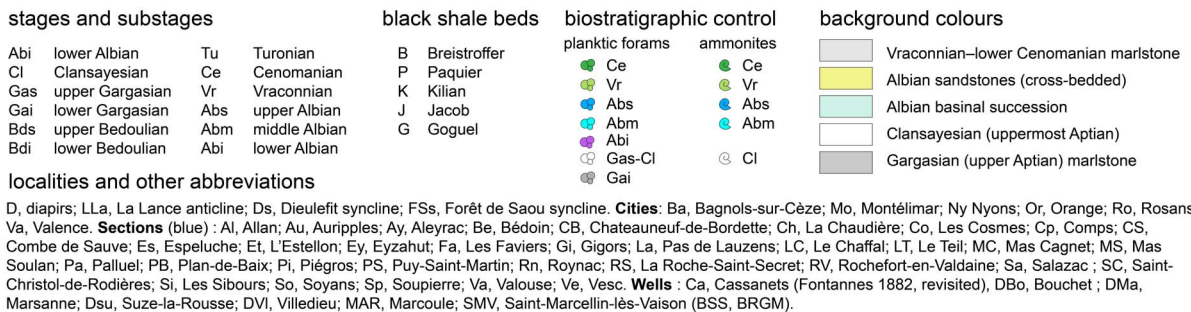 stages and substages
Abi lower Albian Tu Turonian
Cl Clansayesian Ce Cenomanian
Gas upper Gargasian Vr Vraconnian
Gai lower Gargasian Abs upper Albian
Bds upper Bedoulian Abm middle Albian
Bdi lower Bedoulian Abi lower Albian
black shale beds
B Breistroffer
P Paquier
K Kilian
J Jacob
G Goguel
biostratigraphic control
planktic forams ammonites
Ce Ce
Vr Vr
Abs Abs
Abm Abm
Abi
Gas-Cl Cl
Gai
background colours
Vraconnian–lower Cenomanian marlstone
Albian sandstones (cross-bedded)
Albian basinal succession
Clansayesian (uppermost Aptian)
Gargasian (upper Aptian) marlstone
localities and other abbreviations
D, diapirs; LLa, La Lance anticline; Ds, Dieulefit syncline; FSs, Forêt de Saou syncline. Cities: Ba, Bagnols-sur-Cèze; Mo, Montélimar; Ny Nyons; Or, Orange; Ro, Rosans
Va, Valence. Sections (blue) : Al, Allan; Au, Auripples; Ay, Aleyrac; Be, Bédoin; CB, Chateauneuf-de-Bordette; Ch, La Chaudière; Co, Les Cosmes; Cp, Comps; CS,
Combe de Sauve; Es, Espeluche; Et, L'Estellon; Ey, Eyzahut; Fa, Les Faviers; Gi, Gigors; La, Pas de Lauzens; LC, Le Chaffal; LT, Le Teil; MC, Mas Cagnet; MS, Mas
Soulan; Pa, Palluel; PB, Plan-de-Baix; Pi, Piégros; PS, Puy-Saint-Martin; Rn, Roynac; RS, La Roche-Saint-Secret; RV, Rochefort-en-Valdaine; Sa, Salazac ; SC, Saint-
Christol-de-Rodières; Si, Les Sibours; So, Soyans; Sp, Soupierre; Va, Valouse; Ve, Vesc. Wells : Ca, Cassanets (Fontannes 1882, revisited), DBo, Bouchet ; DMa,
Marsanne; Dsu, Suze-la-Rousse; DVI, Villedieu; MAR, Marcoule; SMV, Saint-Marcellin-lès-Vaison (BSS, BRGM).